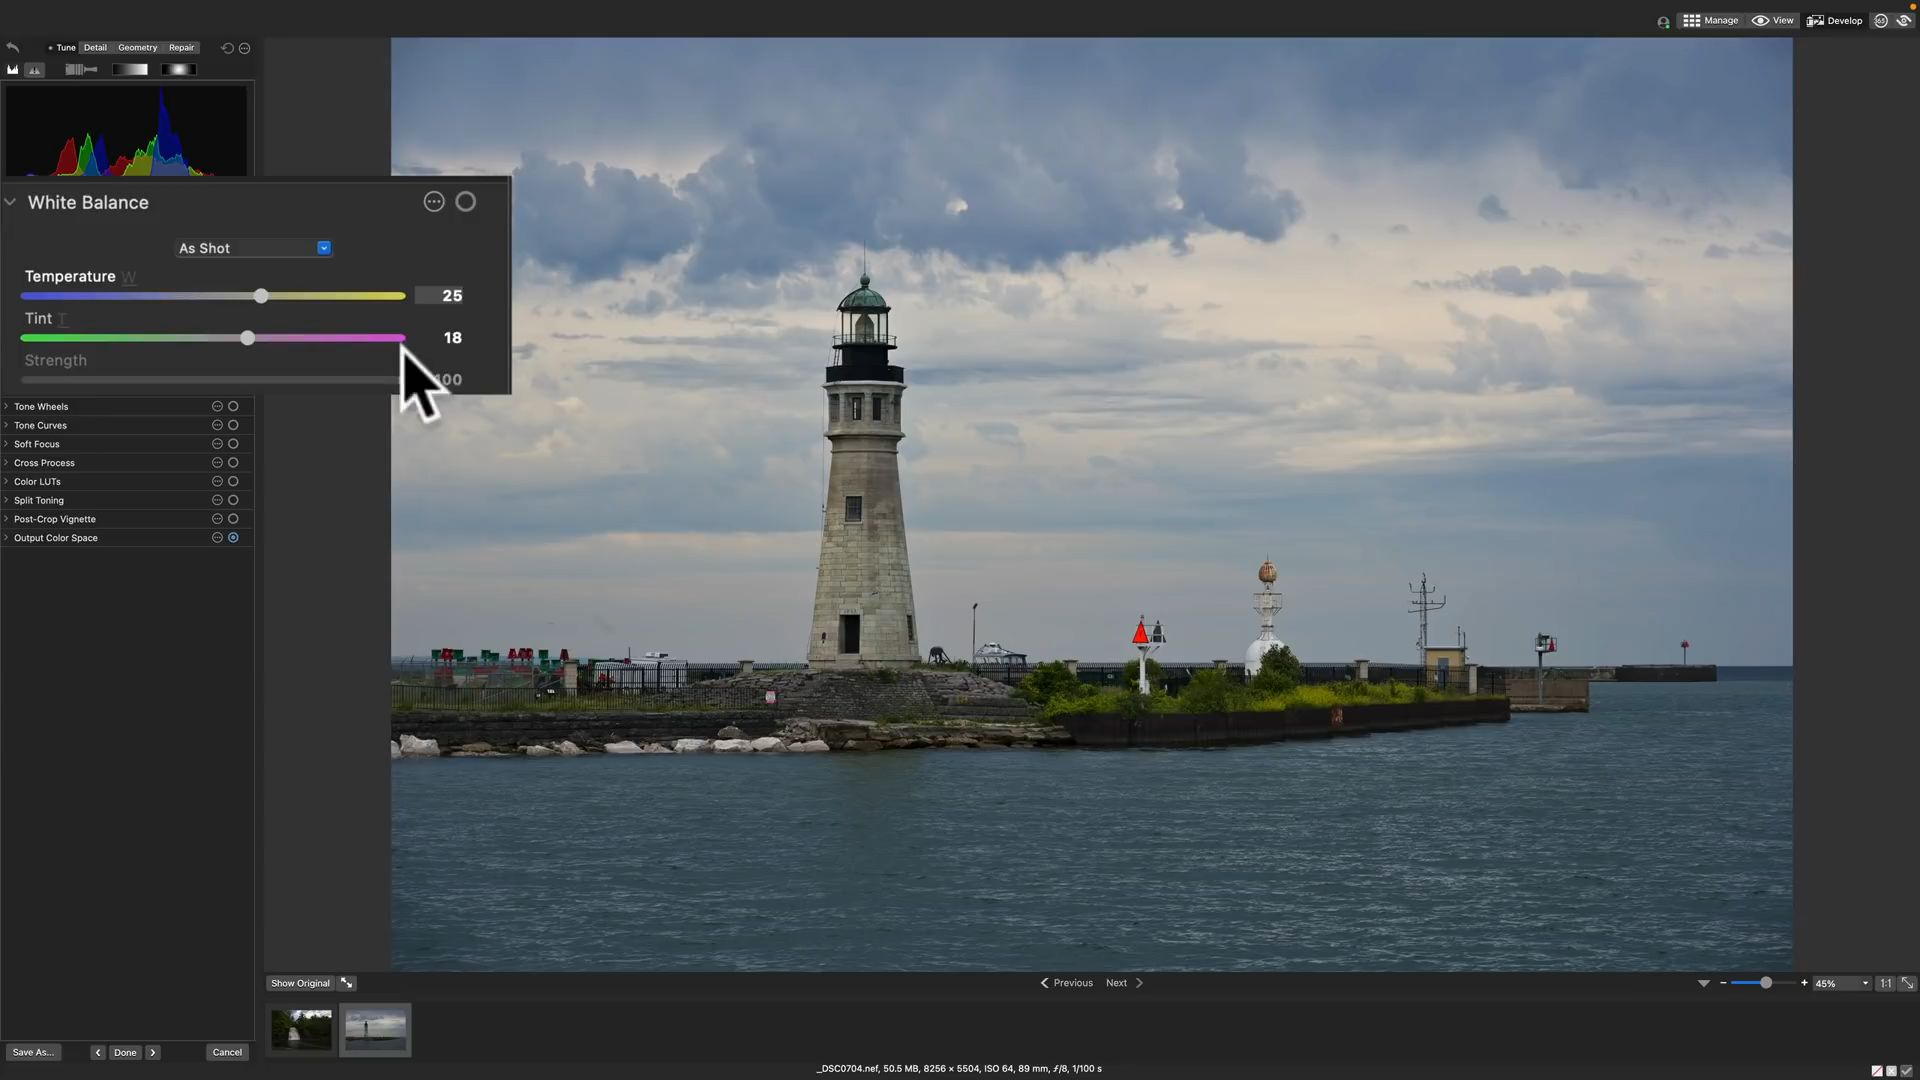 Manage View Develop 365
Tune Detail Geometry Repair
White Balance
As Shot
Temperature W
25
Tint T
18
Strength
Tone Wheels
Tone Curves
Soft Focus
Cross Process
Color LUTs
Split Toning
Post-Crop Vignette
Output Color Space
Show Original
Previous Next
45%
1:1
Save As... Done Cancel
_DSC0704.nef, 50.5 MB, 8256 × 5504, ISO 64, 89 mm, ƒ/8, 1/100 s